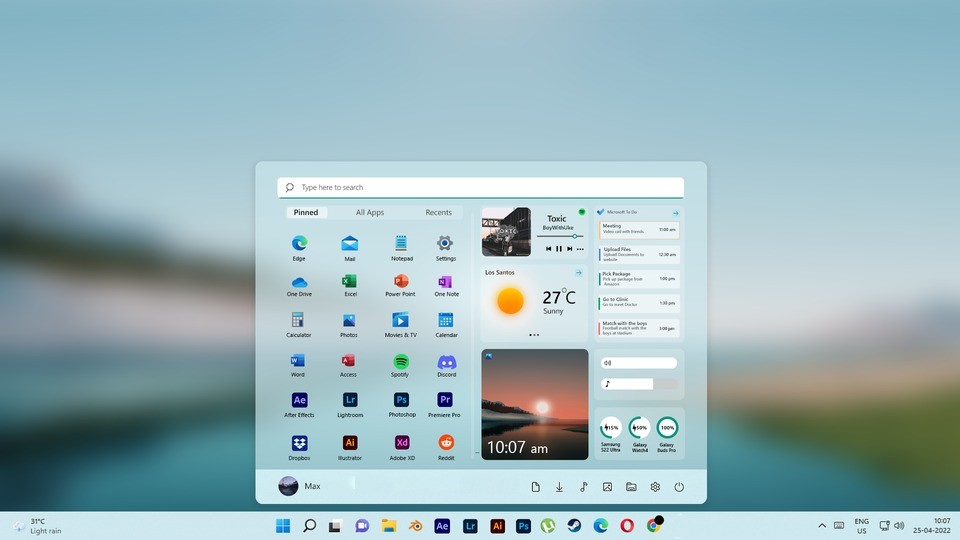 Type here to search
Pinned
All Apps
Recents
Edge
Mail
Notepad
Settings
One Drive
Excel
Power Point
One Note
Calculator
Photos
Movies & TV
Calendar
Word
Access
Spotify
Discord
After Effects
Lightroom
Photoshop
Premiere Pro
Dropbox
Illustrator
Adobe XD
Reddit
Toxic
BoyWithUke
Los Santos
27°C
Sunny
10:07 am
Microsoft To Do
Meeting
Video call with friends
11:00 am
Upload Files
Upload Documents to
website
12:30 am
Pick Package
Pick up package from
Amazon
1:00 pm
Go to Clinic
Go to meet Doctor
1:30 pm
Match with the boys
Football match with the
boys at stadium
3:00 pm
15%
50%
100%
Samsung
S22 Ultra
Galaxy
Watch4
Galaxy
Buds Pro
Max
31°C
Light rain
Ae
Lr
Ai
Ps
ENG
US
10:07
25-04-2022